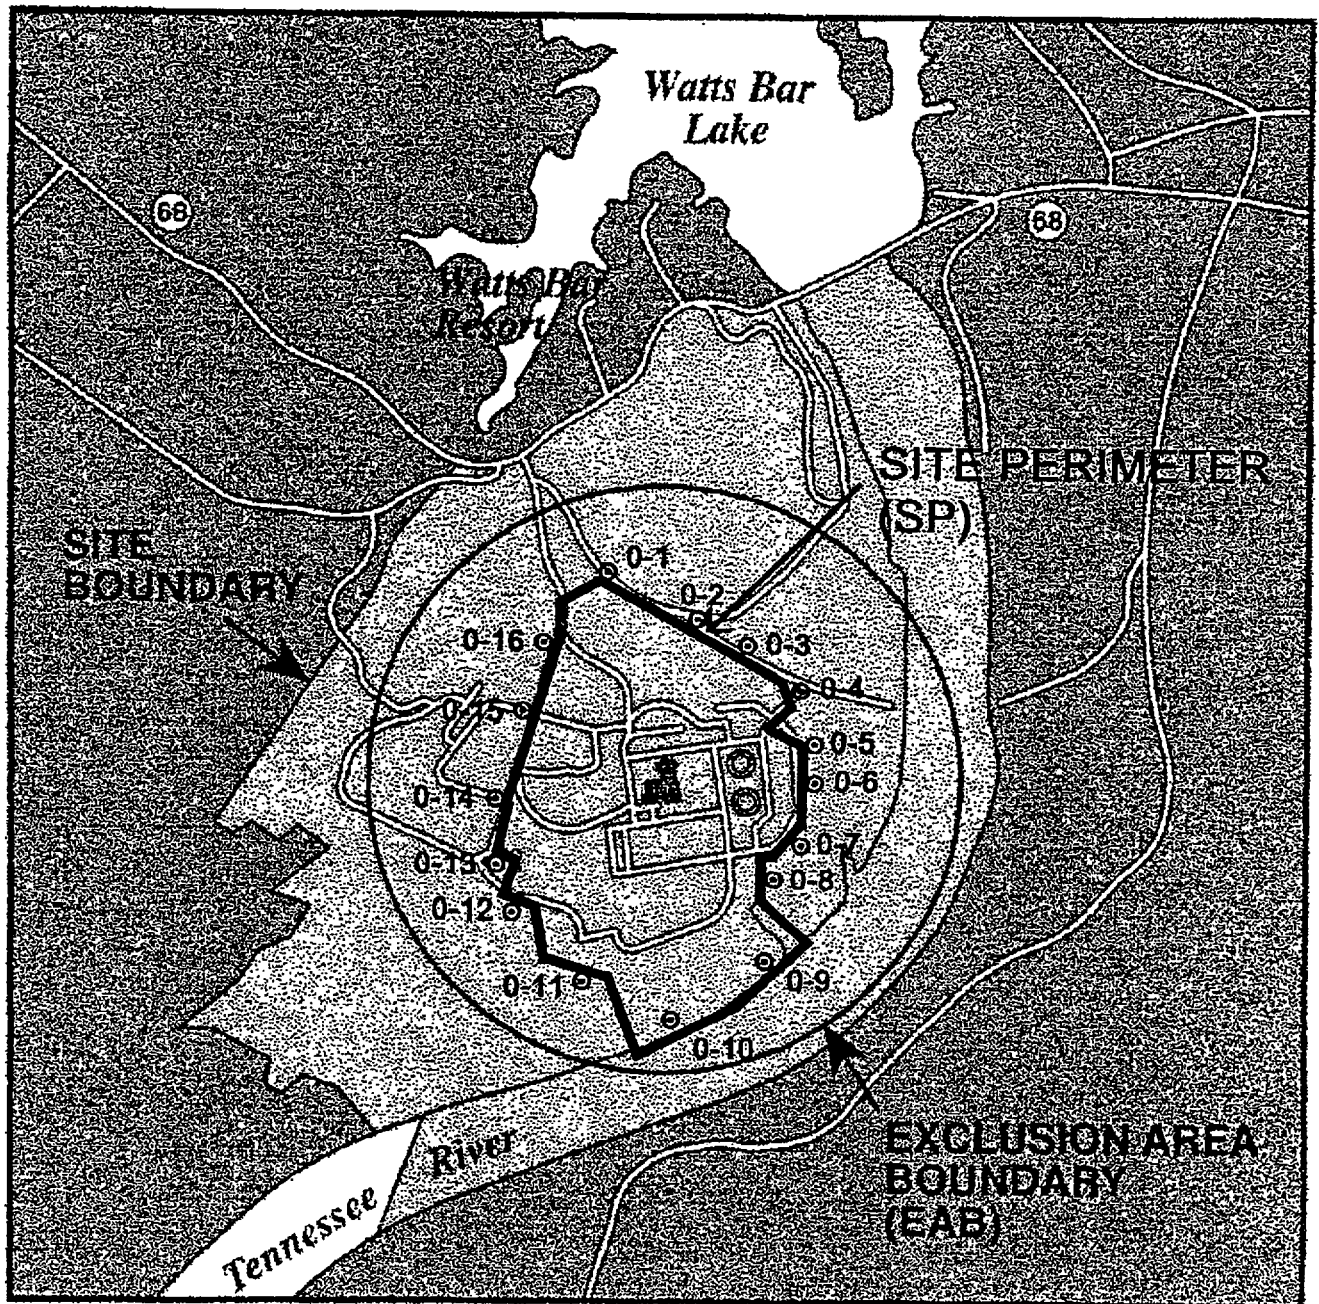 Watts Bar
Lake
68
68
Watts Bar
Resort
SITE PERIMETER
(SP)
SITE
BOUNDARY
0-1
0-2
0-3
0-4
0-5
0-6
0-7
0-8
0-9
0-10
0-11
0-12
0-13
0-14
0-15
0-16
EXCLUSION AREA
BOUNDARY
(EAB)
River
Tennessee